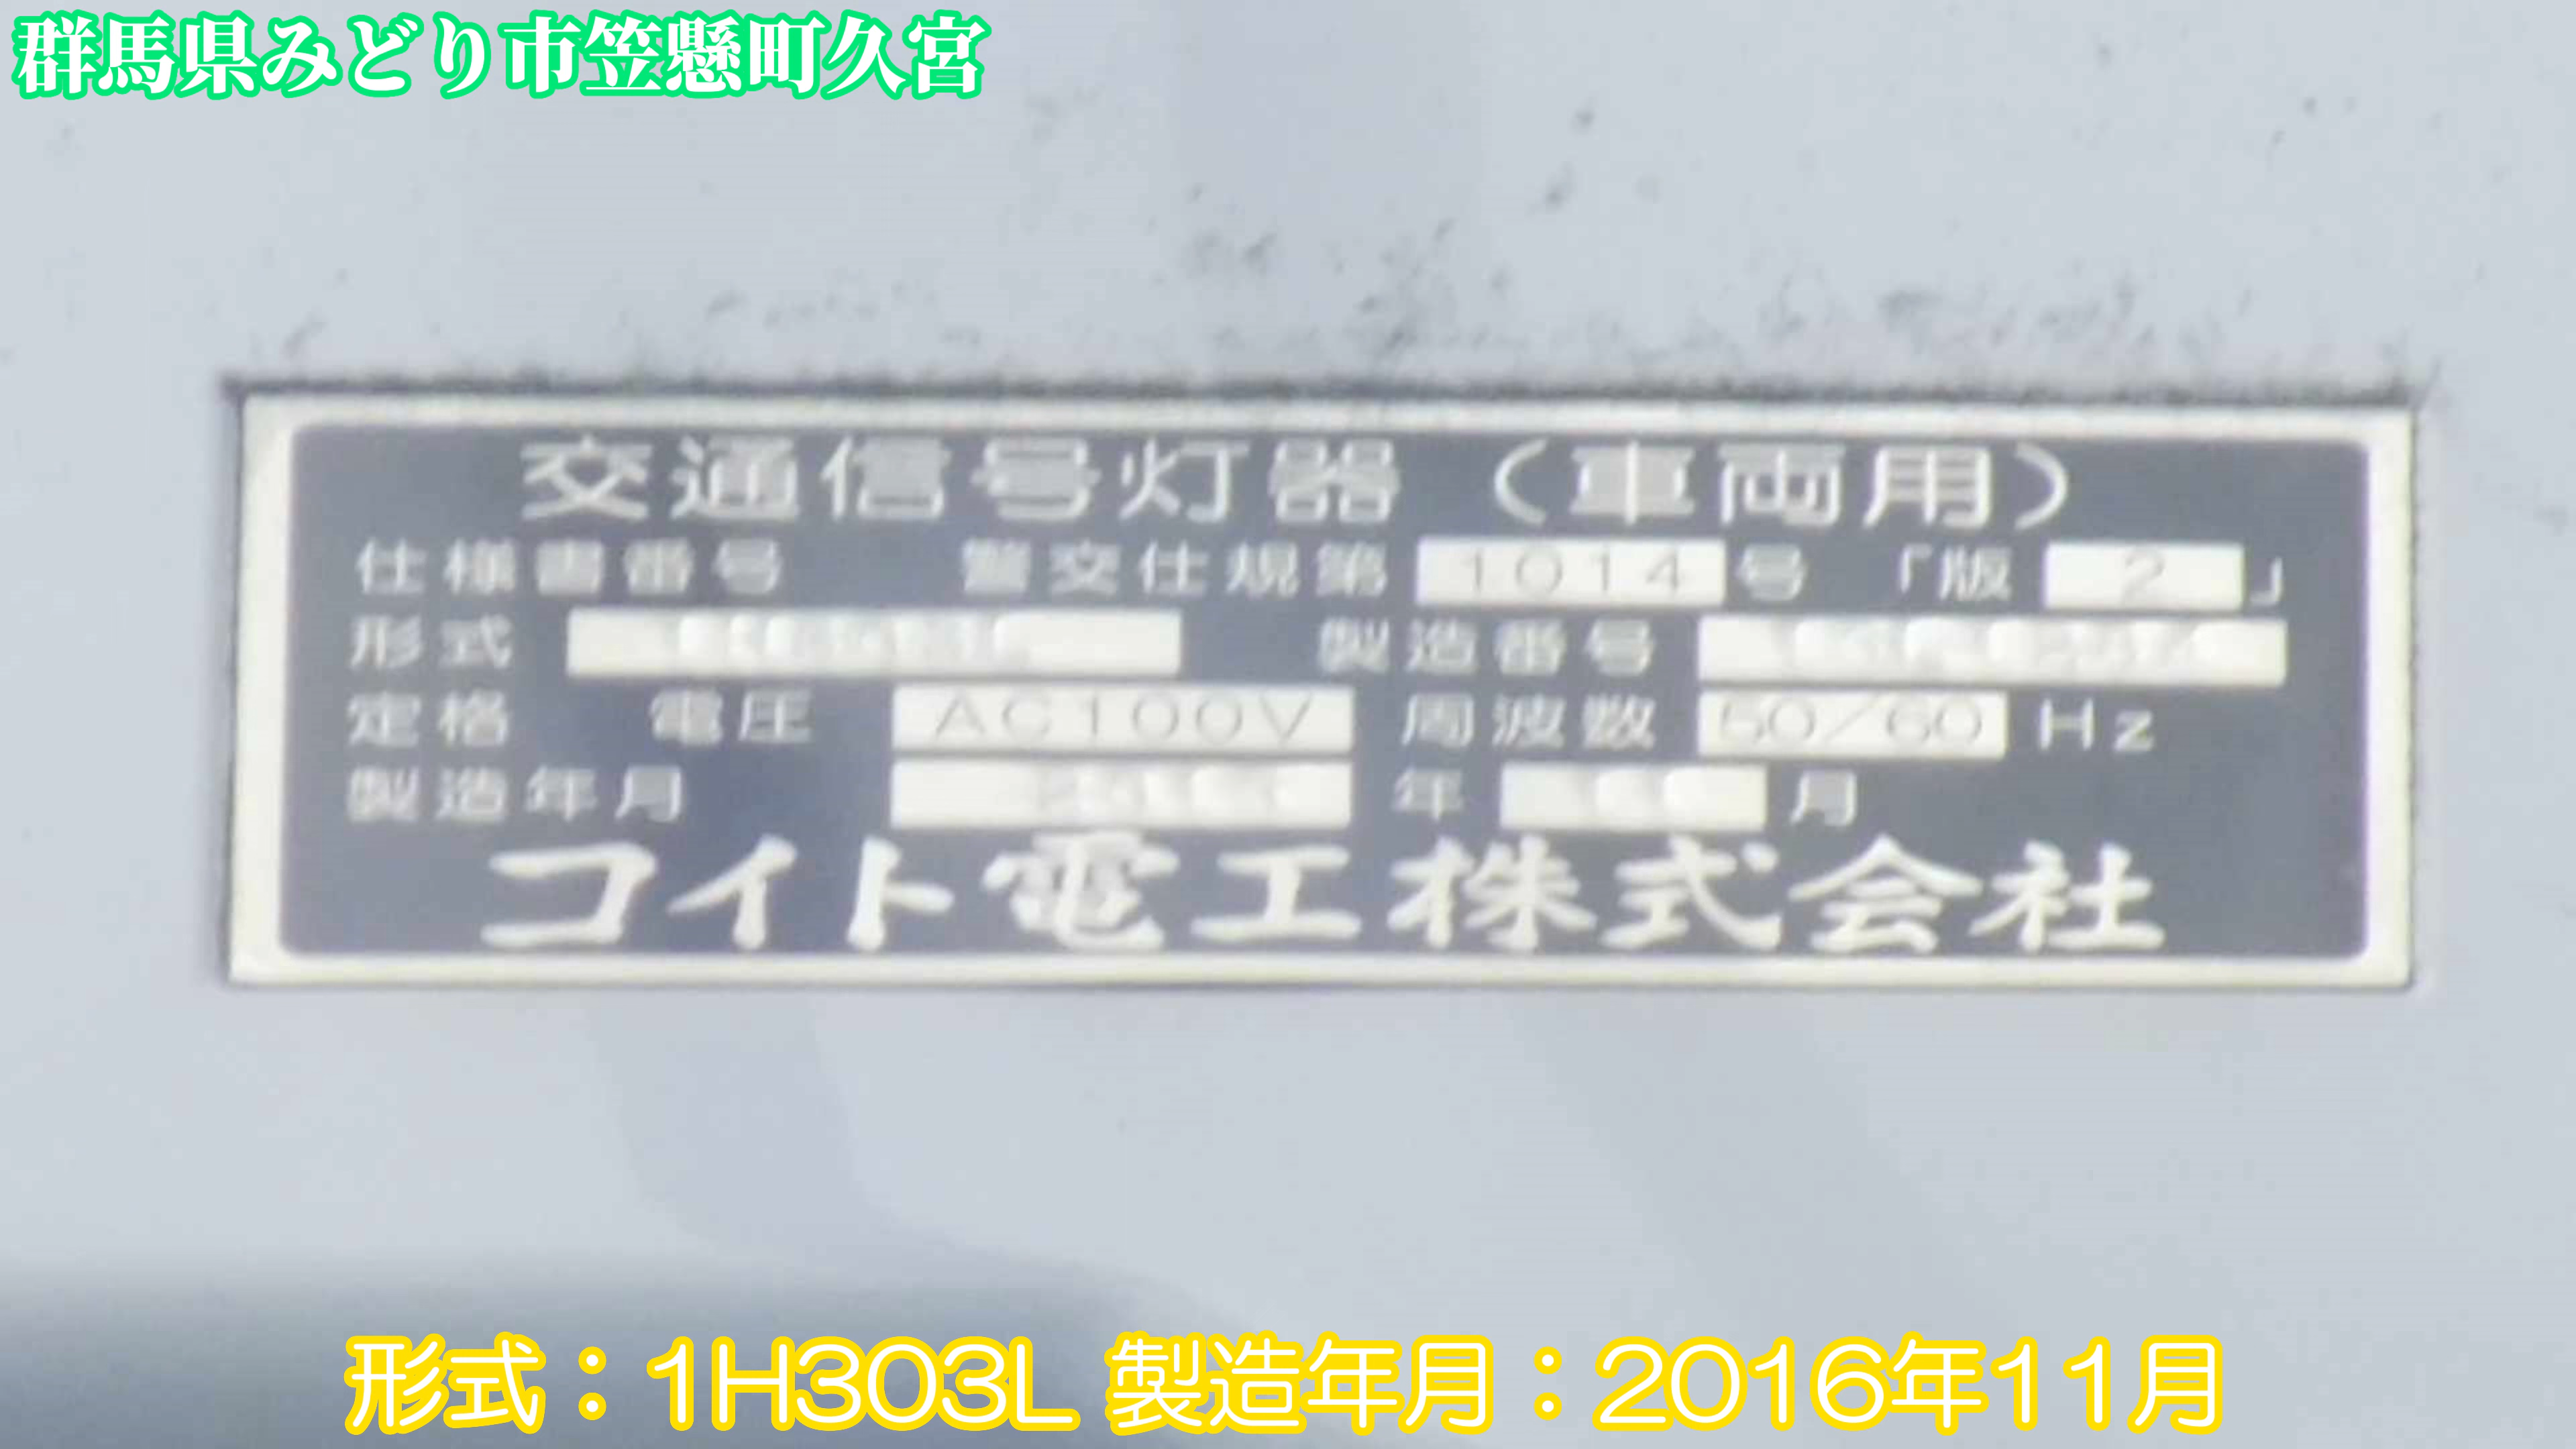 群馬県みどり市笠懸町久宮
交通信号灯器（車両用）
仕様書番号 警交仕規第 1014 号 「版 2」
形式 製造番号
定格 電圧 AC100V 周波数 50/60 Hz
製造年月 年 月
コイト電工株式会社
形式：1H303L 製造年月：2016年11月